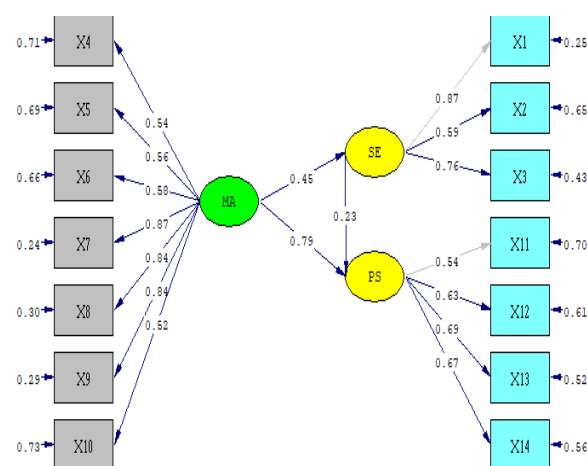 0.71 X4 X1 0.25
0.54 0.87
0.69 X5 X2 0.65
0.56 SE 0.59
0.66 X6 0.58 0.45 0.76 X3 0.43
MA
0.87 0.23
0.24 X7 0.84 0.79 0.54 X11 0.70
PS
0.84 0.63
0.30 X8 0.52 0.69 X12 0.61
0.67
0.29 X9 X13 0.52
0.73 X10 X14 0.56